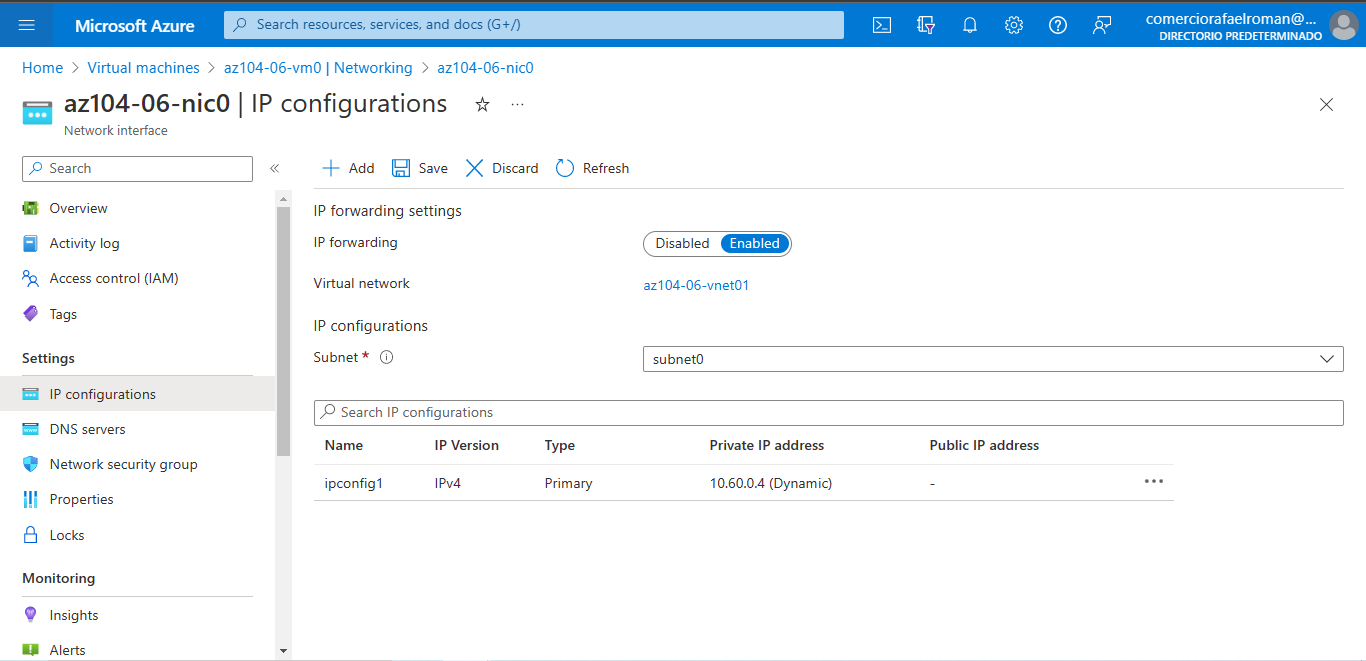 Microsoft Azure
Search resources, services, and docs (G+/)
comerciorafaelroman@...
DIRECTORIO PREDETERMINADO
Home > Virtual machines > az104-06-vm0 | Networking > az104-06-nic0
az104-06-nic0 | IP configurations
Network interface
Search
Add Save Discard Refresh
Overview
Activity log
Access control (IAM)
Tags
Settings
IP configurations
DNS servers
Network security group
Properties
Locks
Monitoring
Insights
Alerts
IP forwarding settings
IP forwarding Disabled Enabled
Virtual network az104-06-vnet01
IP configurations
Subnet * subnet0
Search IP configurations
Name IP Version Type Private IP address Public IP address
ipconfig1 IPv4 Primary 10.60.0.4 (Dynamic) -